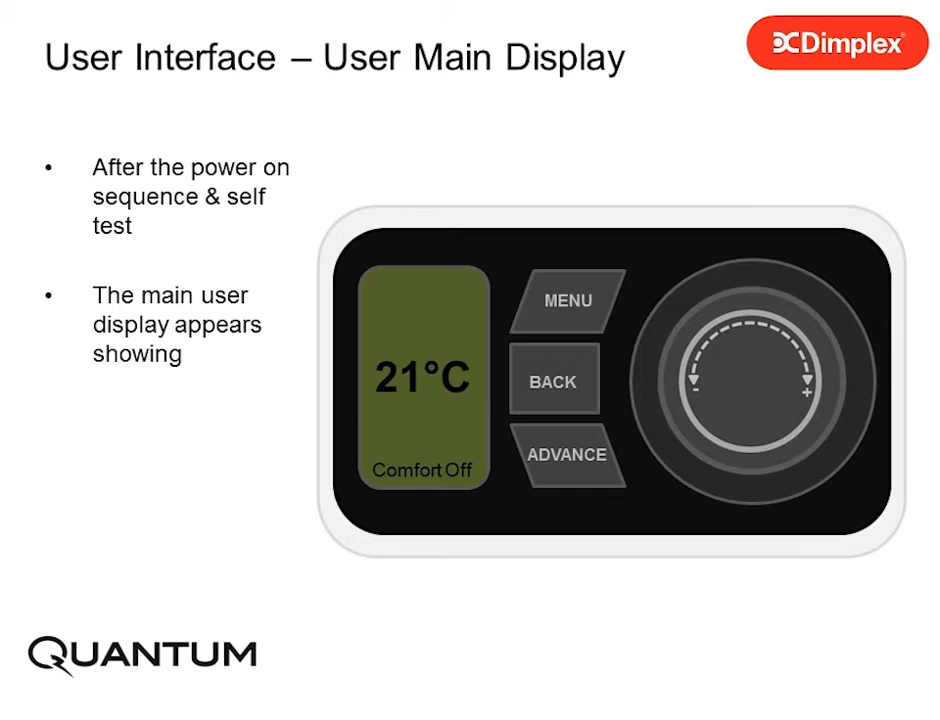 User Interface – User Main Display
Dimplex®
• After the power on
sequence & self
test
• The main user
display appears
showing
21°C
Comfort Off
MENU
BACK
ADVANCE
-
+
QUANTUM